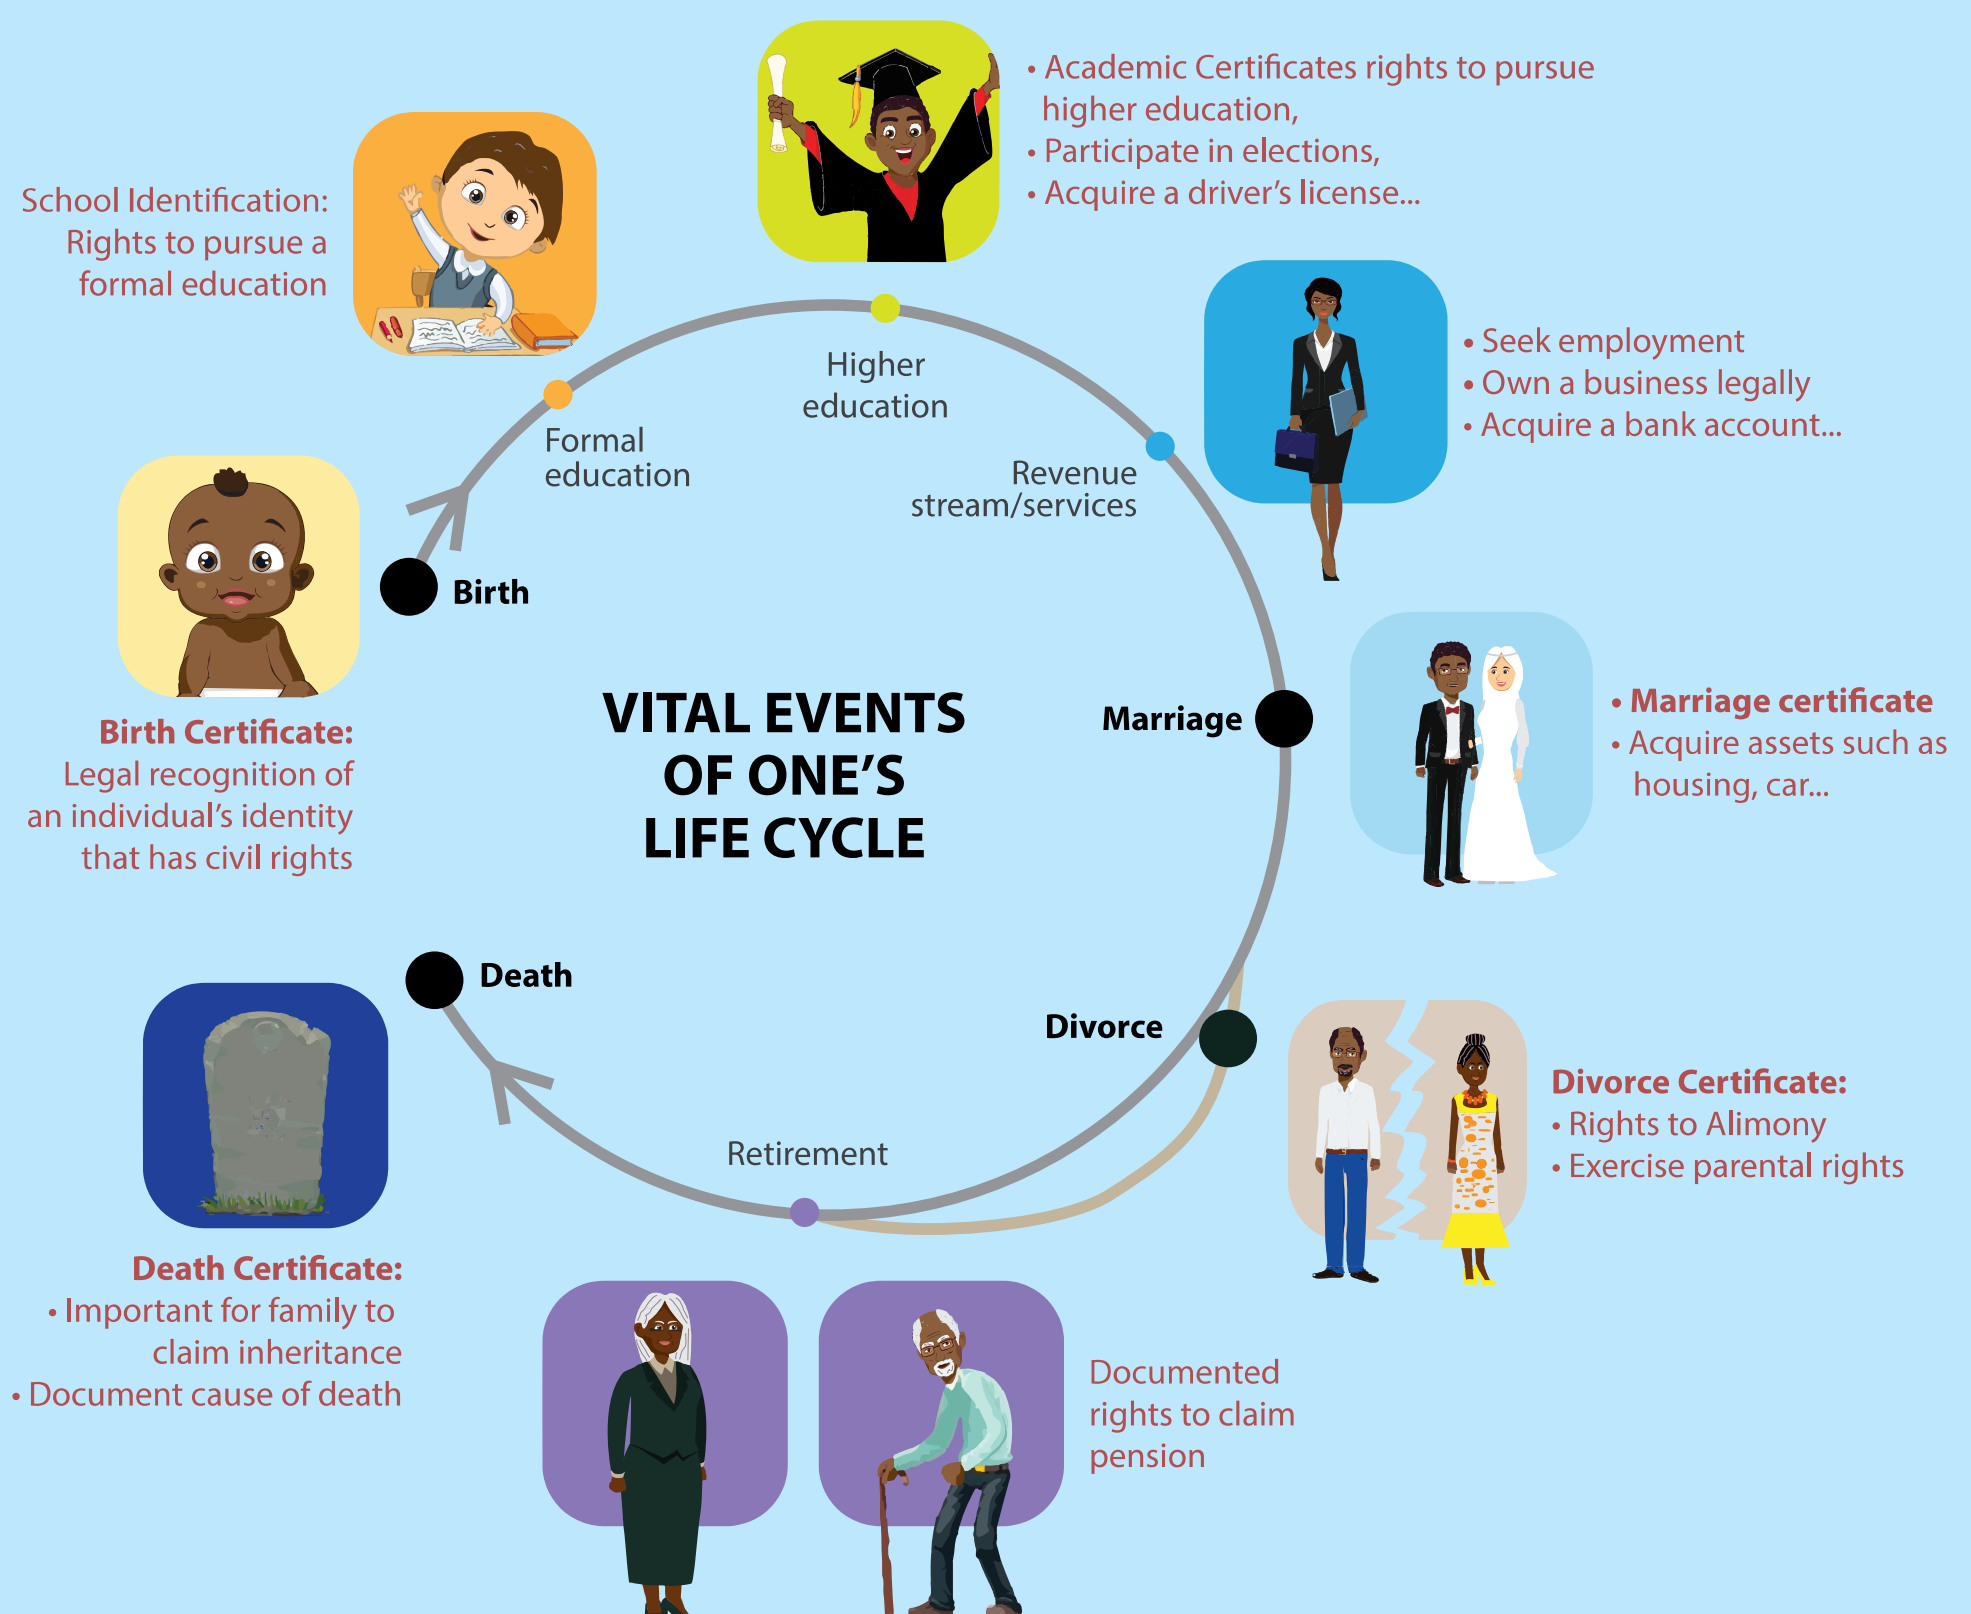 VITAL EVENTS
OF ONE'S
LIFE CYCLE
Birth
Birth Certificate:
Legal recognition of
an individual's identity
that has civil rights
Formal
education
School Identification:
Rights to pursue a
formal education
Higher
education
• Academic Certificates rights to pursue
higher education,
• Participate in elections,
• Acquire a driver's license...
Revenue
stream/services
• Seek employment
• Own a business legally
• Acquire a bank account...
Marriage
• Marriage certificate
• Acquire assets such as
housing, car...
Divorce
Divorce Certificate:
• Rights to Alimony
• Exercise parental rights
Retirement
Documented
rights to claim
pension
Death
Death Certificate:
• Important for family to
claim inheritance
• Document cause of death